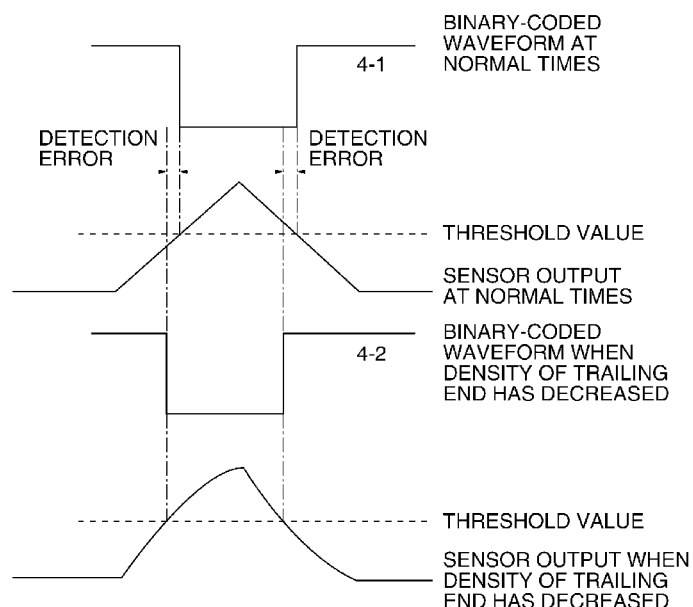 BINARY-CODED
WAVEFORM AT
NORMAL TIMES
4-1
DETECTION
ERROR
DETECTION
ERROR
THRESHOLD VALUE
SENSOR OUTPUT
AT NORMAL TIMES
BINARY-CODED
WAVEFORM WHEN
DENSITY OF TRAILING
END HAS DECREASED
4-2
THRESHOLD VALUE
SENSOR OUTPUT WHEN
DENSITY OF TRAILING
END HAS DECREASED